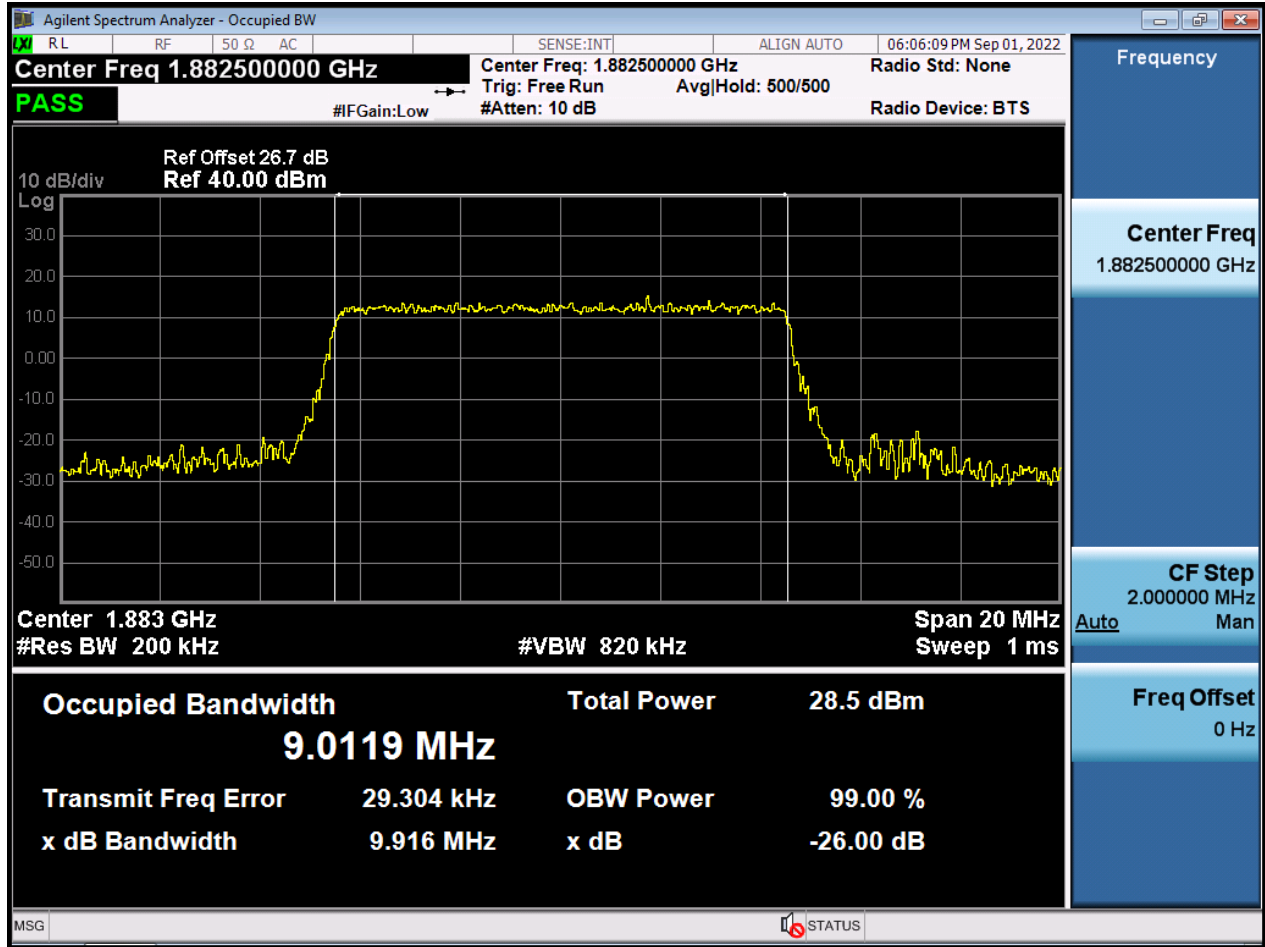 Agilent Spectrum Analyzer - Occupied BW
LXI RL RF 50 Ω AC SENSE:INT ALIGN AUTO 06:06:09 PM Sep 01, 2022
Center Freq 1.882500000 GHz
PASS
#IFGain:Low
Center Freq: 1.882500000 GHz
Trig: Free Run Avg|Hold: 500/500
#Atten: 10 dB
Radio Std: None
Radio Device: BTS
Ref Offset 26.7 dB
10 dB/div Ref 40.00 dBm
Log
30.0
20.0
10.0
0.00
-10.0
-20.0
-30.0
-40.0
-50.0
Center 1.883 GHz Span 20 MHz
#Res BW 200 kHz #VBW 820 kHz Sweep 1 ms
Occupied Bandwidth Total Power 28.5 dBm
9.0119 MHz
Transmit Freq Error 29.304 kHz OBW Power 99.00 %
x dB Bandwidth 9.916 MHz x dB -26.00 dB
MSG STATUS
Frequency
Center Freq
1.882500000 GHz
CF Step
2.000000 MHz
Auto Man
Freq Offset
0 Hz